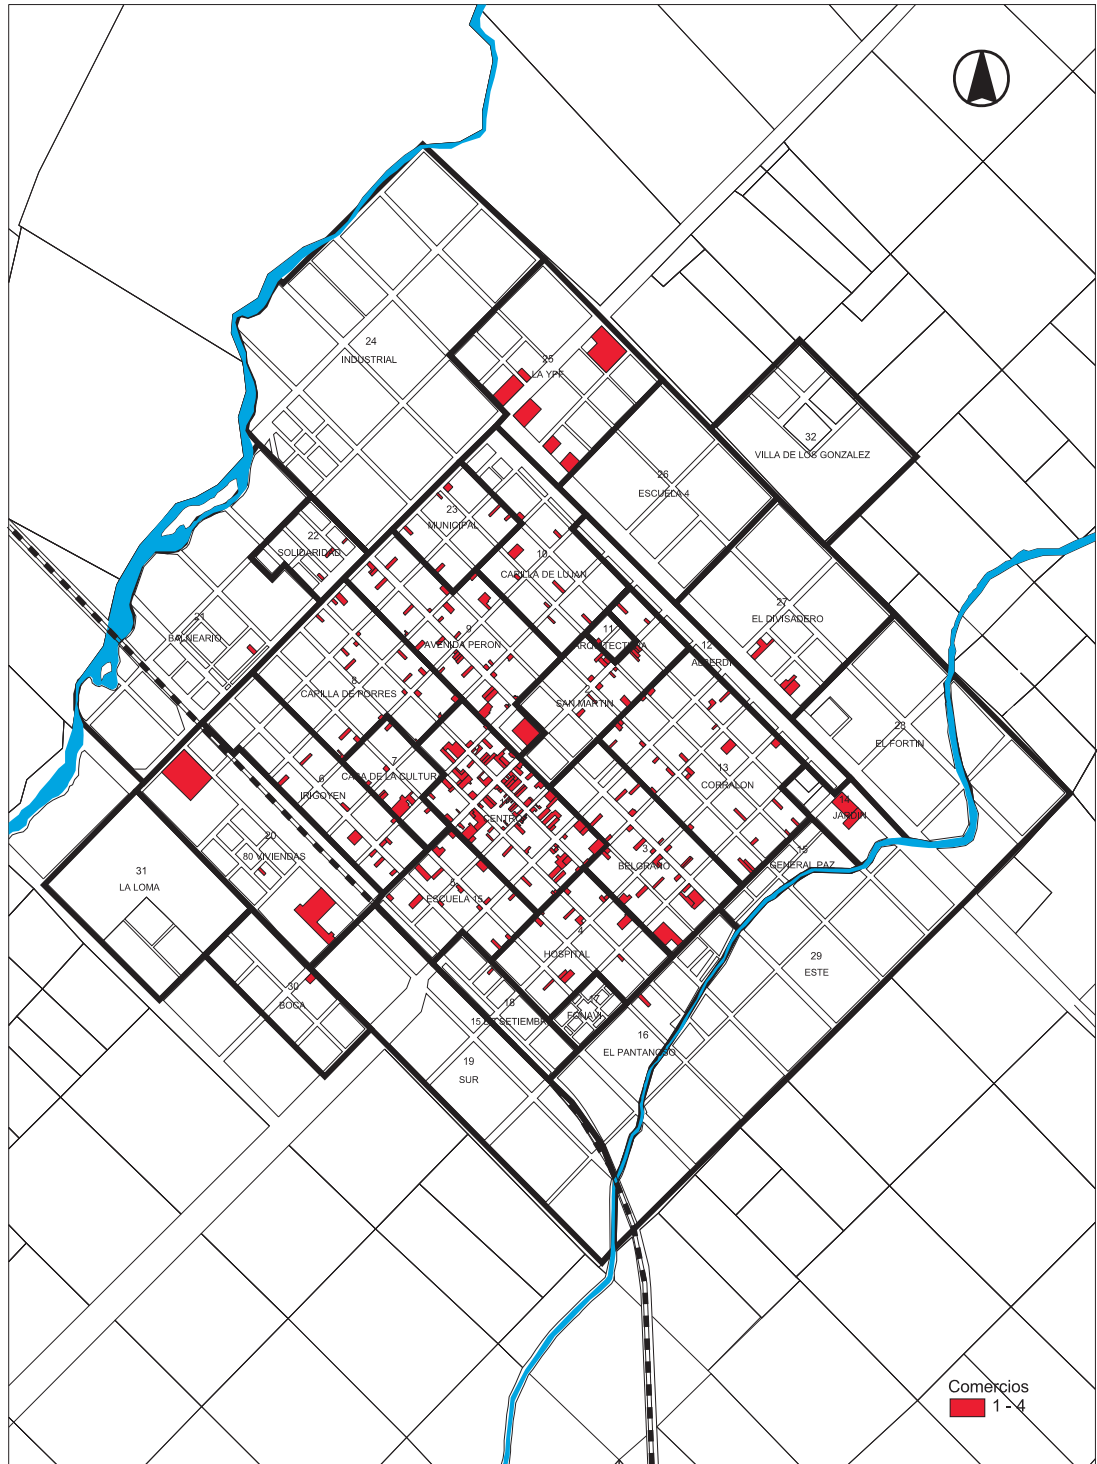 24
INDUSTRIAL
25
LA YPF
32
VILLA DE LOS GONZALEZ
26
ESCUELA 4
23
MUNICIPAL
22
SOLIDARIDAD
10
CAPILLA DE LUJAN
27
EL DIVISADERO
21
BALNEARIO
9
AVENIDA PERON
11
ARQUITECTURA
12
ALBERDI
8
CAPILLA DE PORRES
2
SAN MARTIN
28
EL FORTIN
7
CASA DE LA CULTURA
6
IRIGOYEN
13
CORRALON
1
CENTRO
14
JARDIN
20
80 VIVIENDAS
3
BELGRANO
15
GENERAL PAZ
31
LA LOMA
5
ESCUELA 15
4
HOSPITAL
29
ESTE
30
BOCA
18
15 DE SETIEMBRE
17
FONAVI
16
EL PANTANOSO
19
SUR
Comercios
1 - 4